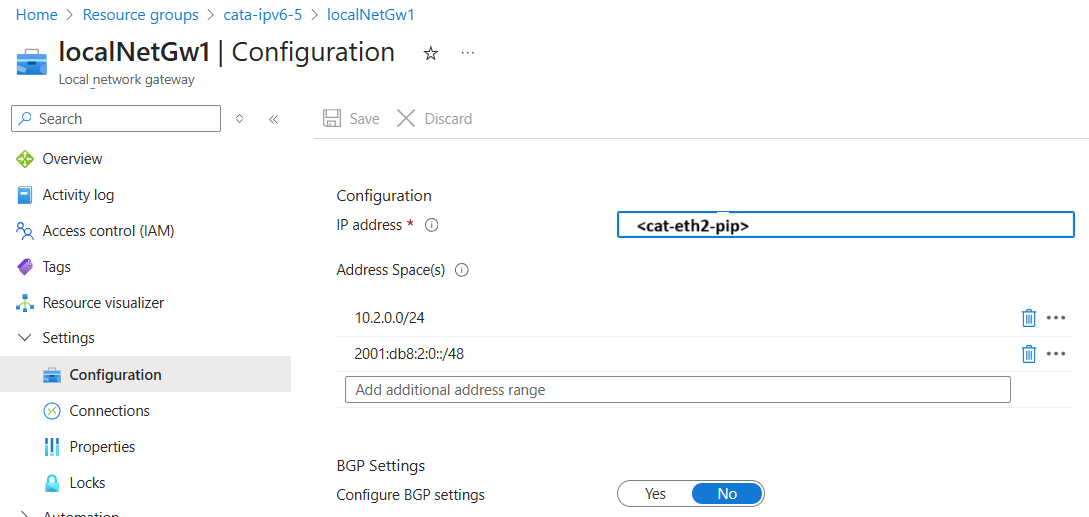 Home > Resource groups > cata-ipv6-5 > localNetGw1
localNetGw1 | Configuration
Local network gateway
Search
Save Discard
Overview
Activity log
Access control (IAM)
Tags
Resource visualizer
Settings
Configuration
Connections
Properties
Locks
Automation
Configuration
IP address *
<cat-eth2-pip>
Address Space(s)
10.2.0.0/24
2001:db8:2:0::/48
Add additional address range
BGP Settings
Configure BGP settings
Yes No